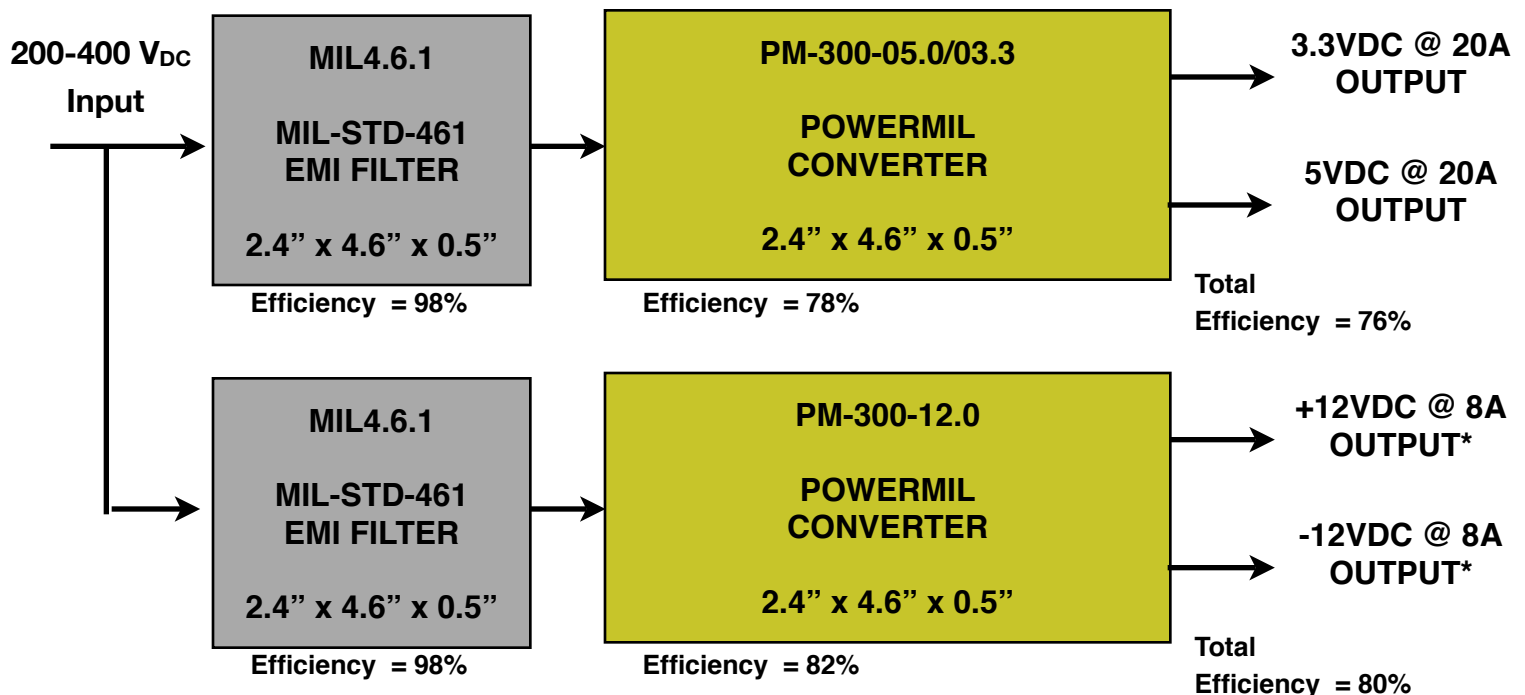 200-400 VDC
Input
MIL4.6.1
MIL-STD-461
EMI FILTER
2.4” x 4.6” x 0.5”
Efficiency = 98%
PM-300-05.0/03.3
POWERMIL
CONVERTER
2.4” x 4.6” x 0.5”
Efficiency = 78%
3.3VDC @ 20A
OUTPUT
5VDC @ 20A
OUTPUT
Total
Efficiency = 76%
MIL4.6.1
MIL-STD-461
EMI FILTER
2.4” x 4.6” x 0.5”
Efficiency = 98%
PM-300-12.0
POWERMIL
CONVERTER
2.4” x 4.6” x 0.5”
Efficiency = 82%
+12VDC @ 8A
OUTPUT*
-12VDC @ 8A
OUTPUT*
Total
Efficiency = 80%